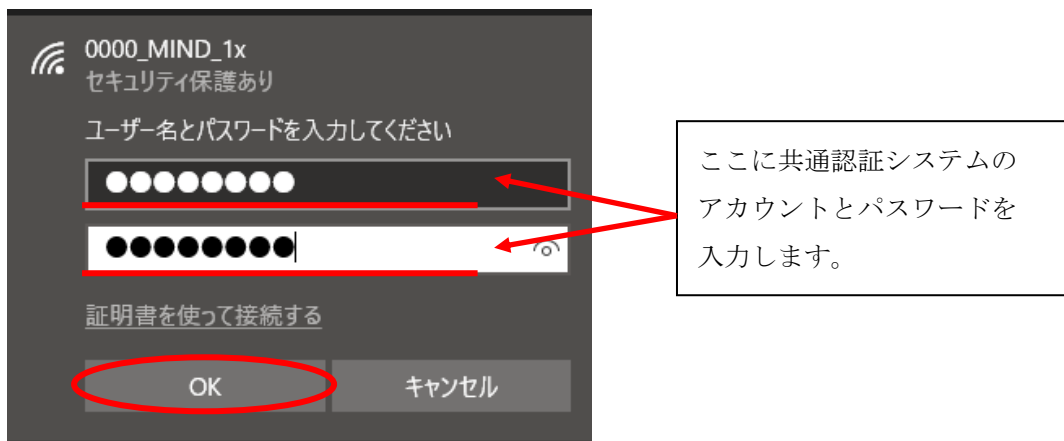 0000_MIND_1x
セキュリティ保護あり
ユーザー名とパスワードを入力してください
●●●●●●●●
●●●●●●●●
証明書を使って接続する
OK
キャンセル
ここに共通認証システムの
アカウントとパスワードを
入力します。